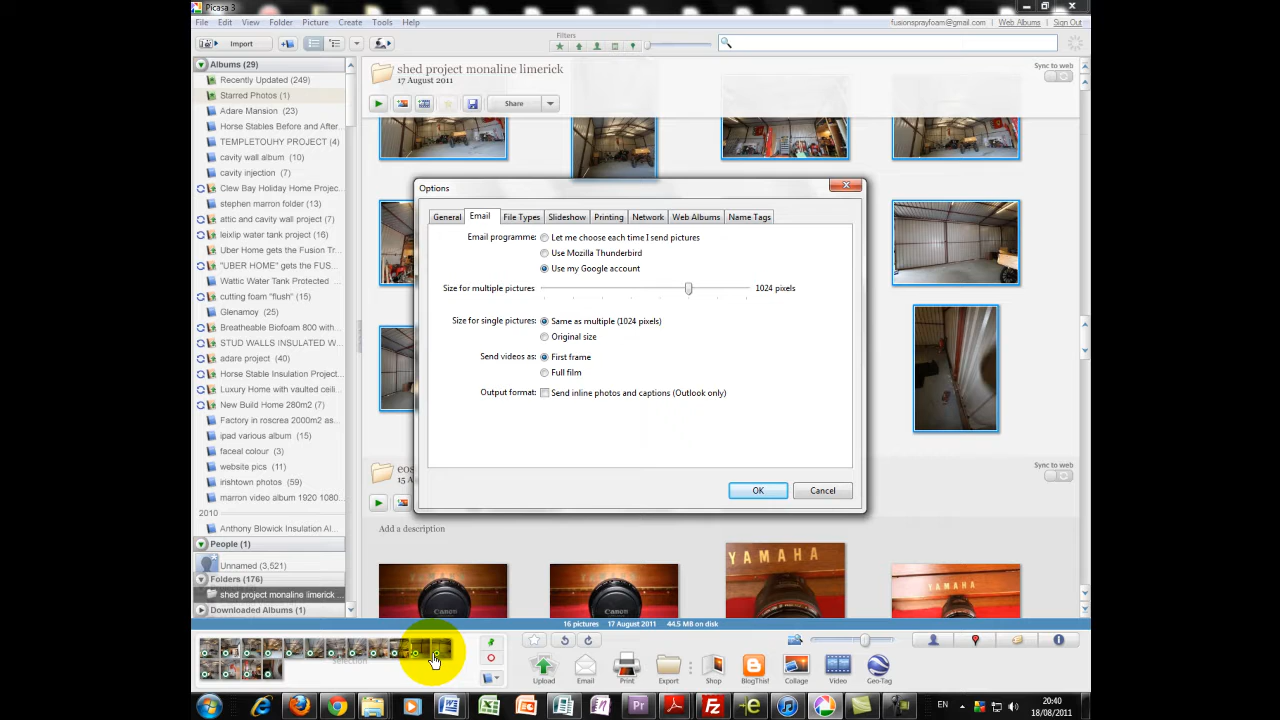 Picasa 3
File Edit View Folder Picture Create Tools Help
fusionsprayfoam@gmail.com | Web Albums | Sign Out
Import
Filters
Albums (29)
Recently Updated (249)
Starred Photos (1)
Adare Mansion (23)
Horse Stables Before and After...
TEMPLETOUHY PROJECT (4)
cavity wall album (10)
cavity injection (7)
Clew Bay Holiday Home Projec...
stephen marron folder (13)
attic and cavity wall project (7)
leixlip water tank project (16)
Uber Home gets the Fusion Tr...
"UBER HOME" gets the FUS...
Wattic Water Tank Protected ...
cutting foam "flush" (15)
Glenamoy (25)
Breatheable Biofoam 800 with...
STUD WALLS INSULATED W...
adare project (40)
Horse Stable Insulation Project...
Luxury Home with vaulted ceili...
New Build Home 280m2 (7)
Factory in roscrea 2000m2 as...
ipad various album (15)
faceal colour (3)
website pics (11)
irishtown photos (59)
marron video album 1920 1080...
2010
Anthony Blowick Insulation Al...
People (1)
Unnamed (3,521)
Folders (176)
shed project monaline limerick ...
Downloaded Albums (1)
shed project monaline limerick
17 August 2011
Sync to web
Share
Options
General Email File Types Slideshow Printing Network Web Albums Name Tags
Email programme: Let me choose each time I send pictures
Use Mozilla Thunderbird
Use my Google account
Size for multiple pictures 1024 pixels
Size for single pictures: Same as multiple (1024 pixels)
Original size
Send videos as: First frame
Full film
Output format: Send inline photos and captions (Outlook only)
OK Cancel
eos
15 A
Sync to web
Add a description
YAMAHA
YAMAHA
Canon
Canon
16 pictures 17 August 2011 44.5 MB on disk
Selection
Upload Email Print Export Shop BlogThis! Collage Video Geo-Tag
EN
20:40
18/08/2011